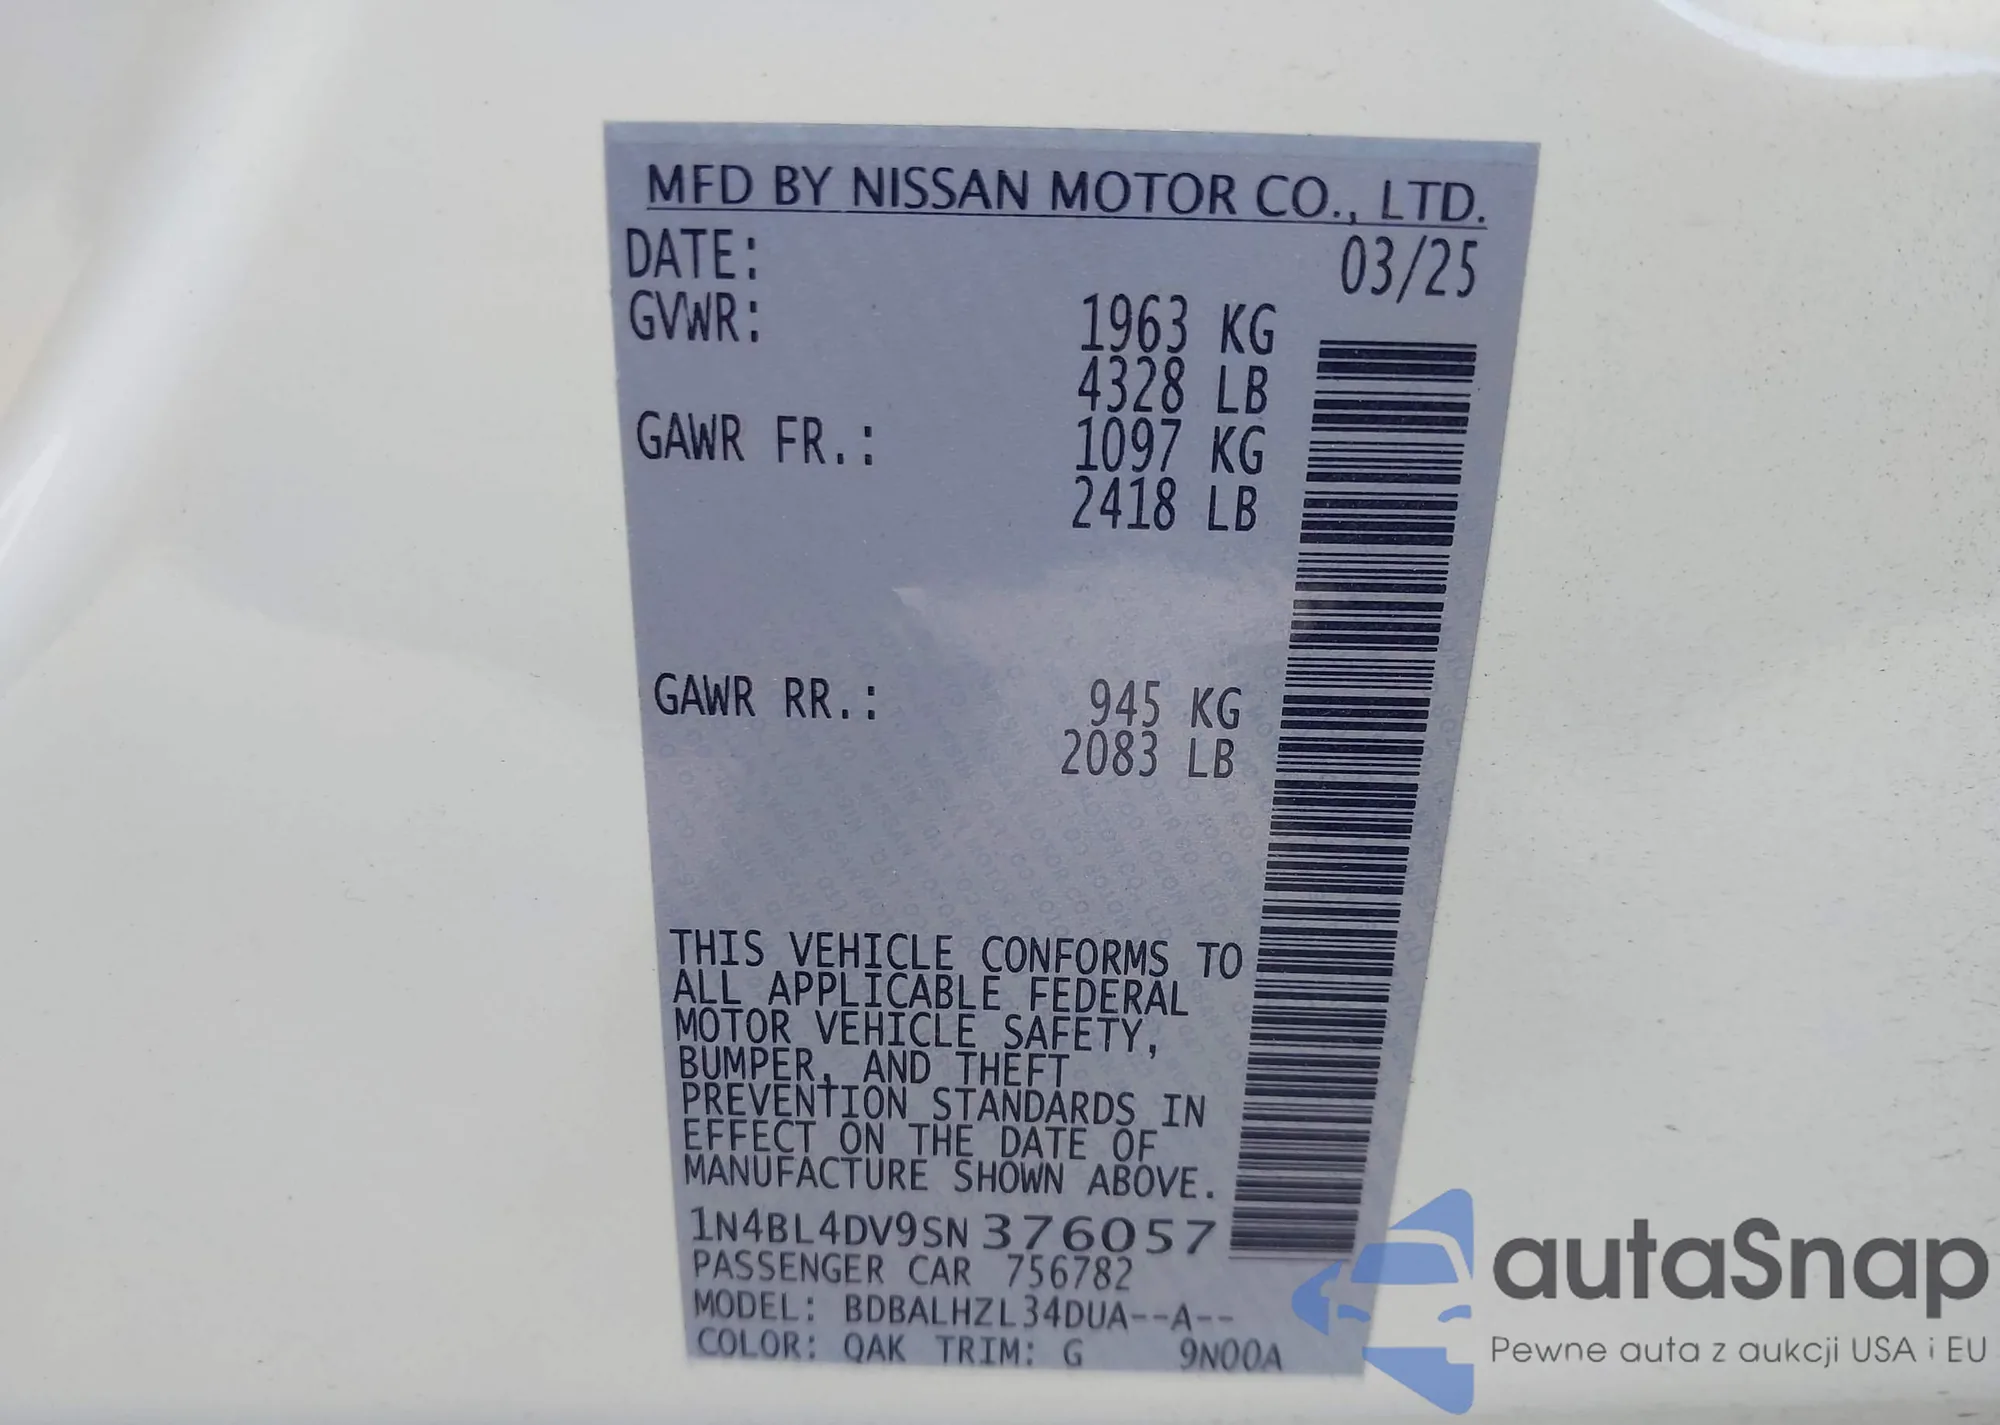 MFD BY NISSAN MOTOR CO., LTD.
DATE: 03/25
GVWR: 1963 KG
4328 LB
GAWR FR.: 1097 KG
2418 LB
GAWR RR.: 945 KG
2083 LB
THIS VEHICLE CONFORMS TO
ALL APPLICABLE FEDERAL
MOTOR VEHICLE SAFETY,
BUMPER, AND THEFT
PREVENTION STANDARDS IN
EFFECT ON THE DATE OF
MANUFACTURE SHOWN ABOVE.
1N4BL4DV9SN376057
PASSENGER CAR 756782
MODEL: BDBALHZL34DUA--A--
COLOR: QAK TRIM: G 9N00A
autoSnap
Pewne auta z aukcji USA i EU